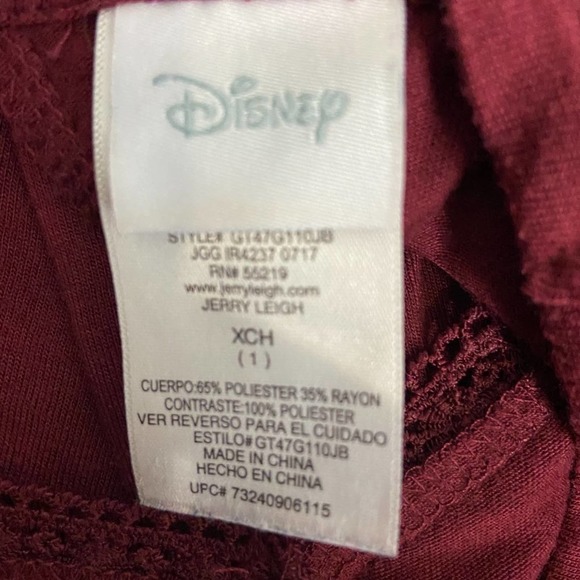 Disney
STYLE# GT47G110JB
JGG IR4237 0717
RN# 55219
www.jerryleigh.com
JERRY LEIGH
XCH
(1)
CUERPO:65% POLIESTER 35% RAYON
CONTRASTE:100% POLIESTER
VER REVERSO PARA EL CUIDADO
ESTILO#GT47G110JB
MADE IN CHINA
HECHO EN CHINA
UPC# 73240906115